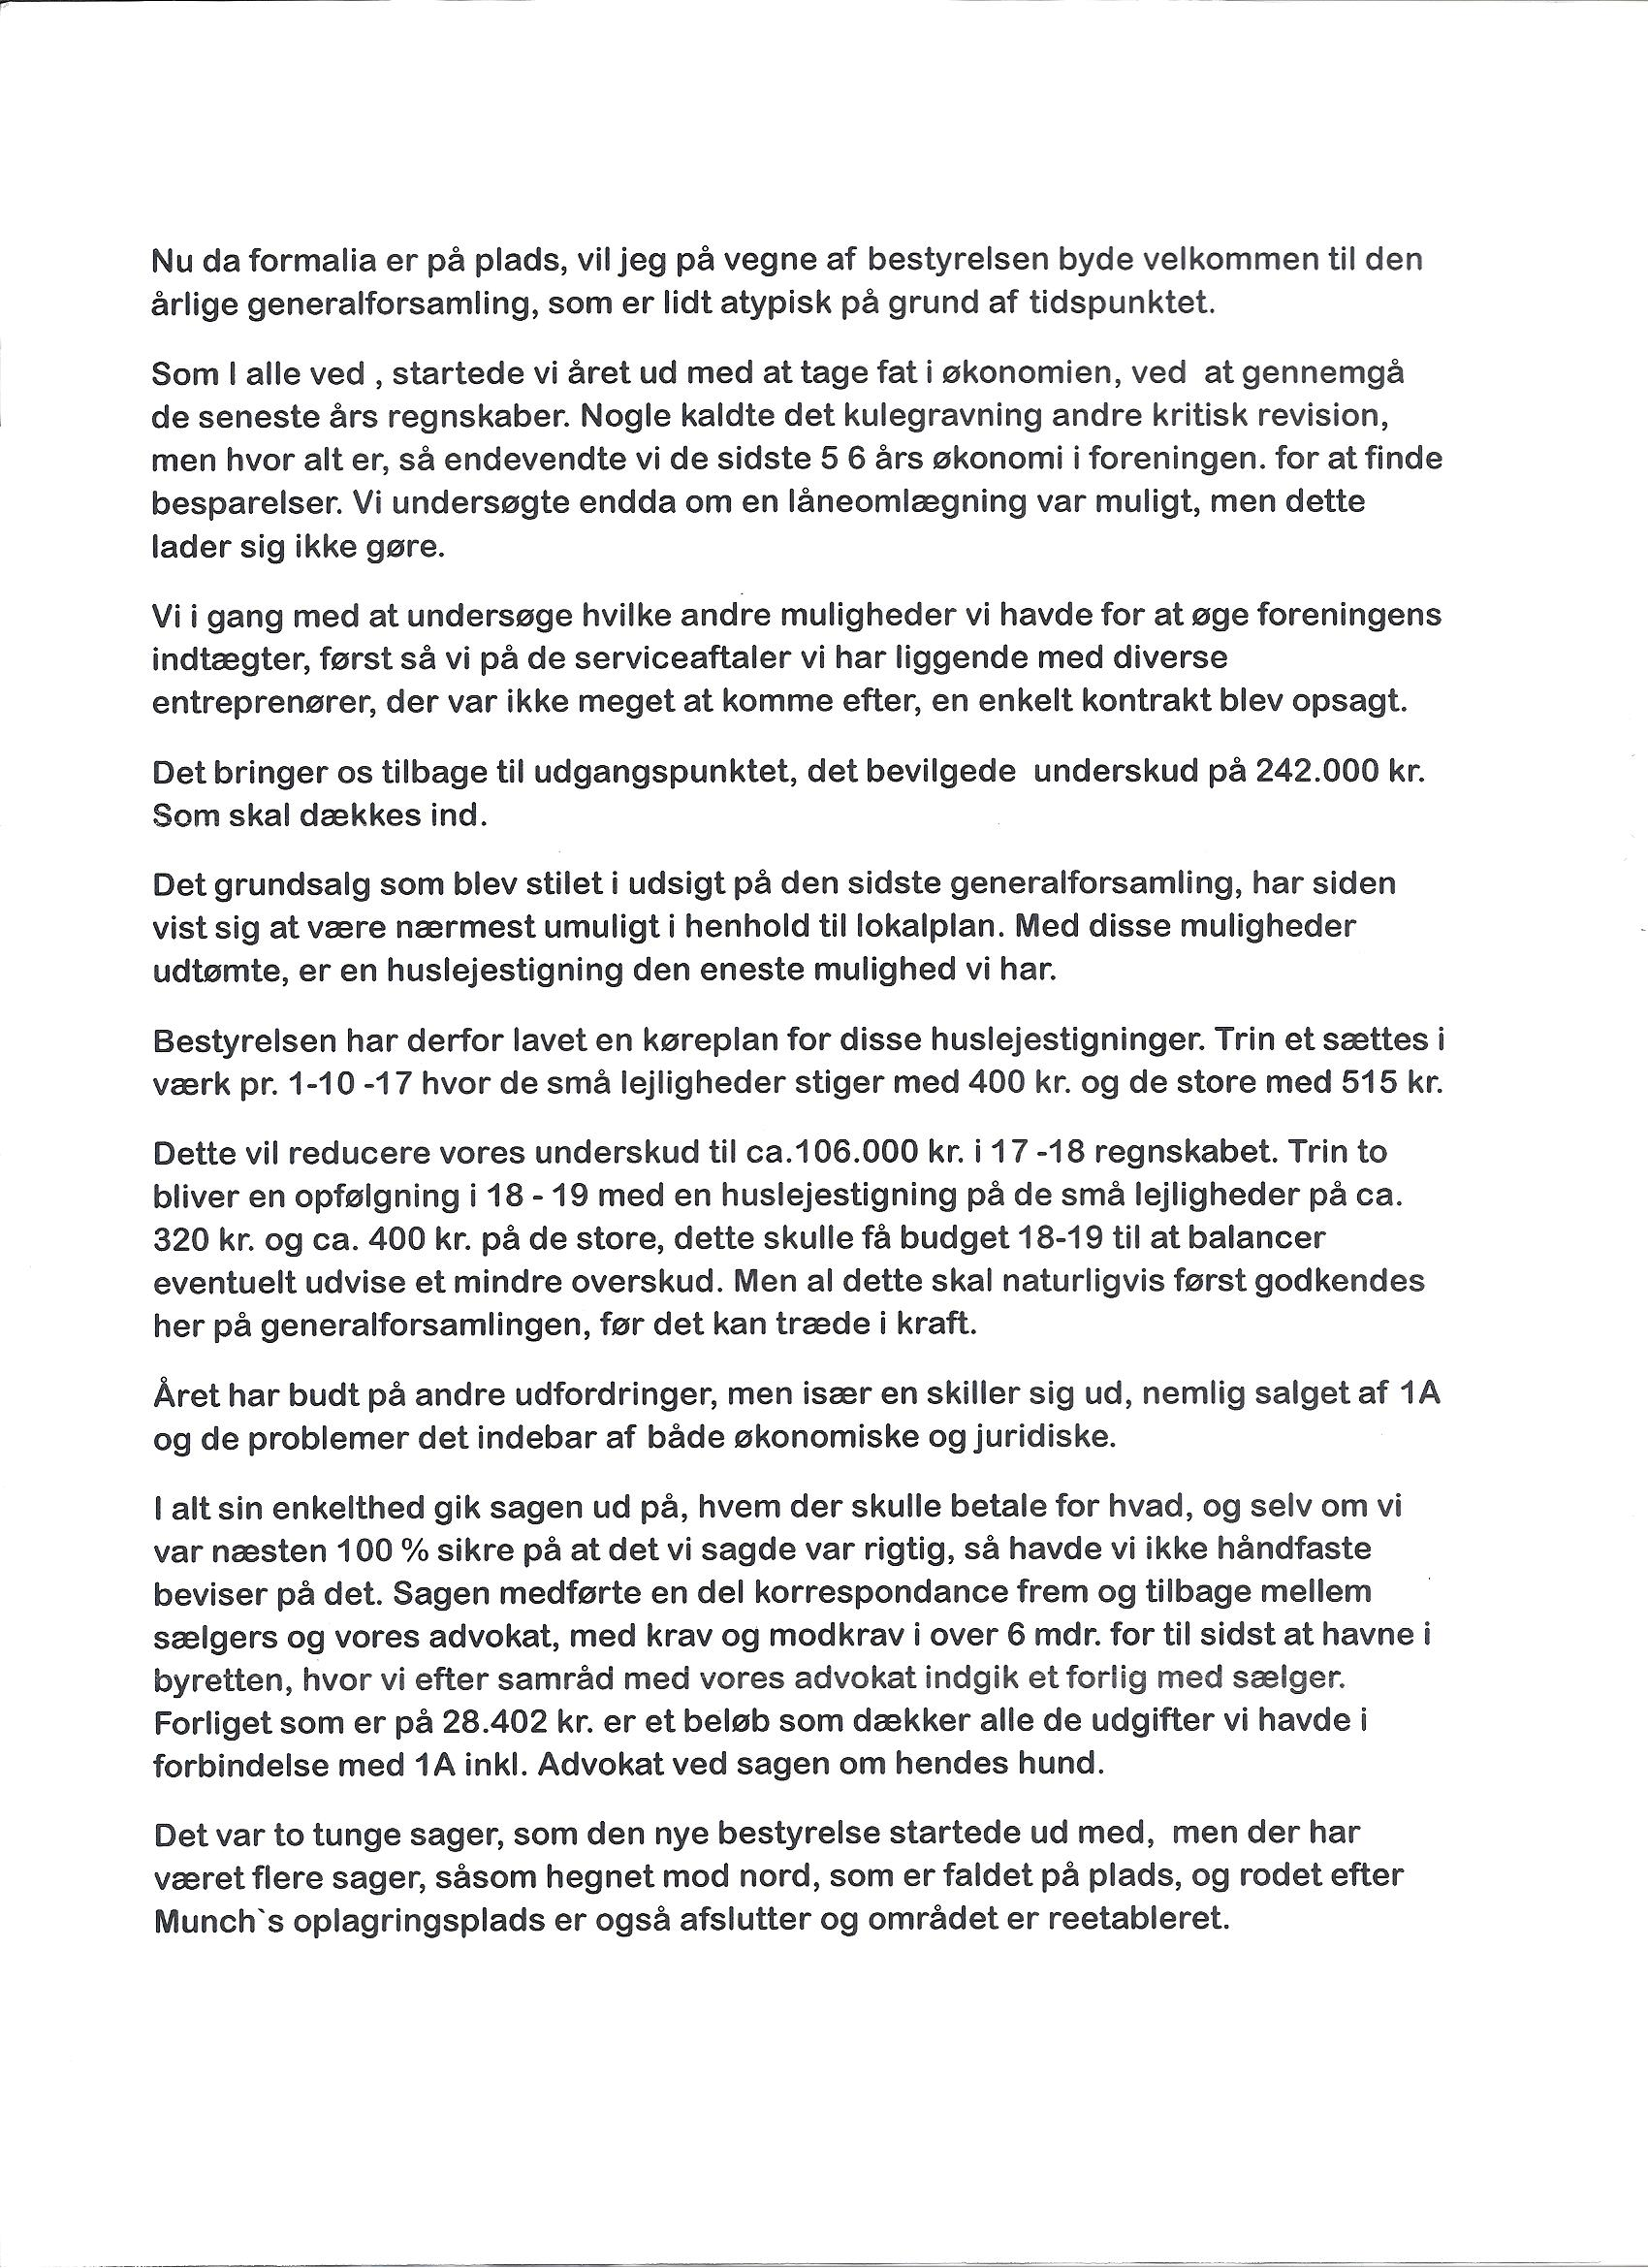 Nu da formalia er på plads, vil jeg på vegne af bestyrelsen byde velkommen til den
årlige generalforsamling, som er lidt atypisk på grund af tidspunktet.
Som I alle ved , startede vi året ud med at tage fat i økonomien, ved at gennemgå
de seneste års regnskaber. Nogle kaldte det kulegravning andre kritisk revision,
men hvor alt er, så endevendte vi de sidste 5 6 års økonomi i foreningen. for at finde
besparelser. Vi undersøgte endda om en låneomlægning var muligt, men dette
lader sig ikke gøre.
Vi i gang med at undersøge hvilke andre muligheder vi havde for at øge foreningens
indtægter, først så vi på de serviceaftaler vi har liggende med diverse
entreprenører, der var ikke meget at komme efter, en enkelt kontrakt blev opsagt.
Det bringer os tilbage til udgangspunktet, det bevilgede underskud på 242.000 kr.
Som skal dækkes ind.
Det grundsalg som blev stilet i udsigt på den sidste generalforsamling, har siden
vist sig at være nærmest umuligt i henhold til lokalplan. Med disse muligheder
udtømte, er en huslejestigning den eneste mulighed vi har.
Bestyrelsen har derfor lavet en køreplan for disse huslejestigninger. Trin et sættes i
værk pr. 1-10 -17 hvor de små lejligheder stiger med 400 kr. og de store med 515 kr.
Dette vil reducere vores underskud til ca.106.000 kr. i 17 -18 regnskabet. Trin to
bliver en opfølgning i 18 - 19 med en huslejestigning på de små lejligheder på ca.
320 kr. og ca. 400 kr. på de store, dette skulle få budget 18-19 til at balancer
eventuelt udvise et mindre overskud. Men al dette skal naturligvis først godkendes
her på generalforsamlingen, før det kan træde i kraft.
Året har budt på andre udfordringer, men især en skiller sig ud, nemlig salget af 1A
og de problemer det indebar af både økonomiske og juridiske.
I alt sin enkelthed gik sagen ud på, hvem der skulle betale for hvad, og selv om vi
var næsten 100 % sikre på at det vi sagde var rigtig, så havde vi ikke håndfaste
beviser på det. Sagen medførte en del korrespondance frem og tilbage mellem
sælgers og vores advokat, med krav og modkrav i over 6 mdr. for til sidst at havne i
byretten, hvor vi efter samråd med vores advokat indgik et forlig med sælger.
Forliget som er på 28.402 kr. er et beløb som dækker alle de udgifter vi havde i
forbindelse med 1A inkl. Advokat ved sagen om hendes hund.
Det var to tunge sager, som den nye bestyrelse startede ud med, men der har
været flere sager, såsom hegnet mod nord, som er faldet på plads, og rodet efter
Munch`s oplagringsplads er også afslutter og området er reetableret.